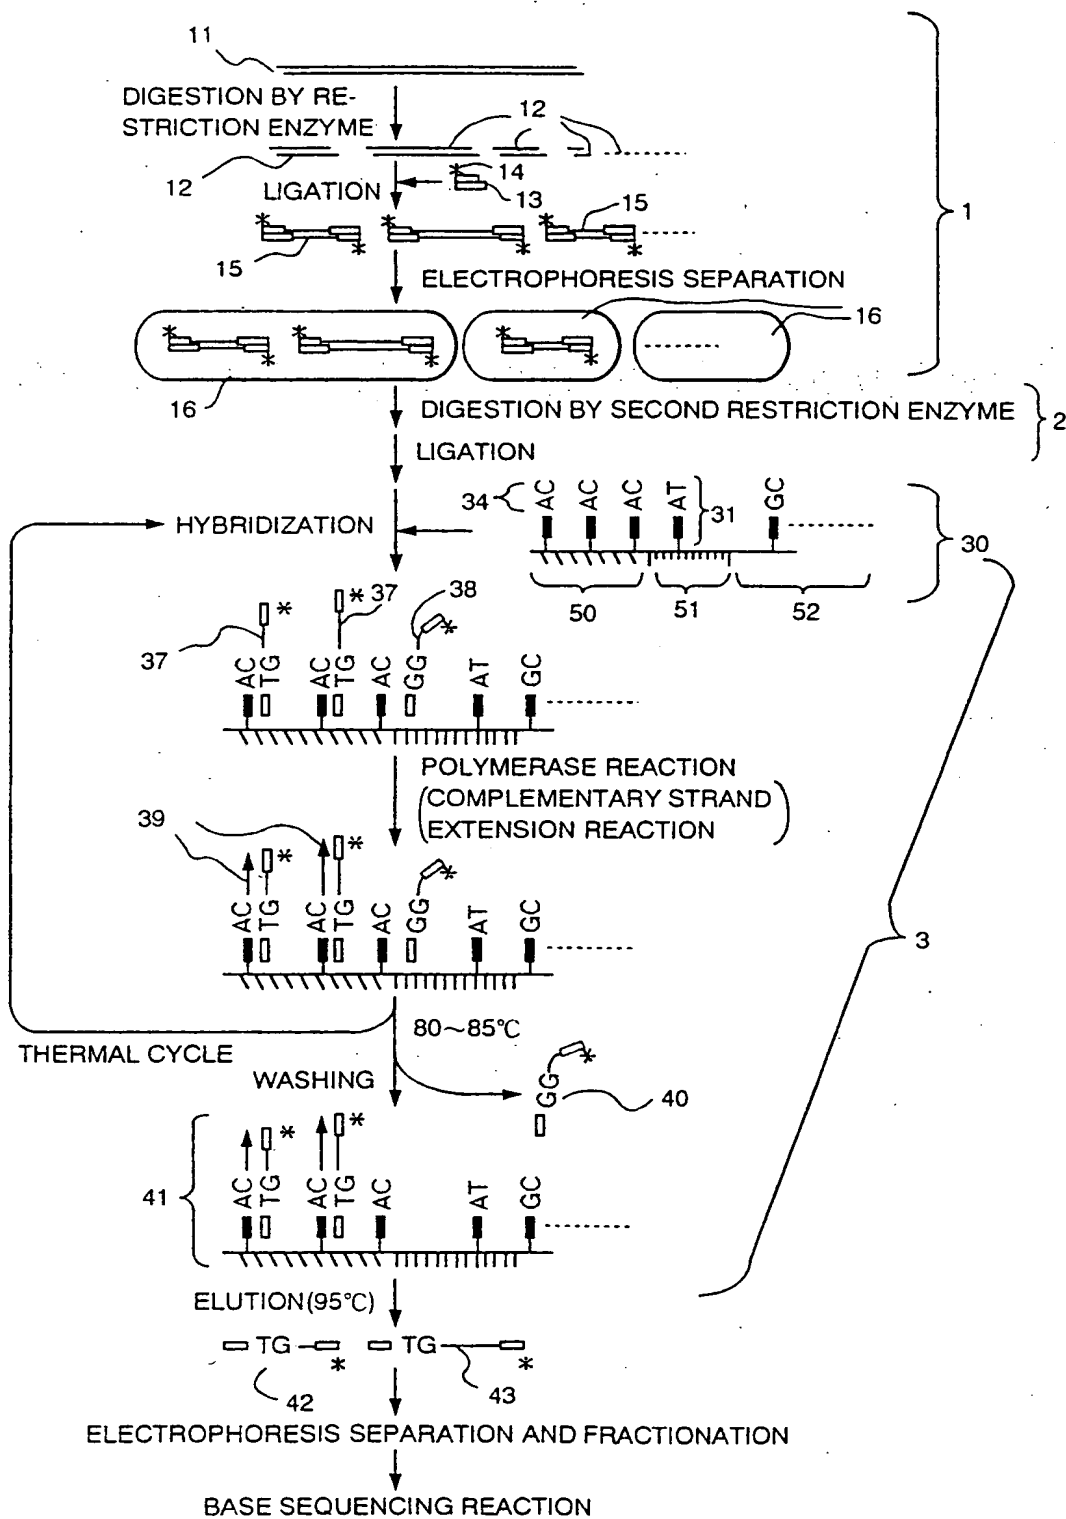 11
DIGESTION BY RE-
STRICTION ENZYME
12
12
14
LIGATION
13
15
15
1
ELECTROPHORESIS SEPARATION
16
16
DIGESTION BY SECOND RESTRICTION ENZYME
2
LIGATION
34
AC AC AC AT GC
31
HYBRIDIZATION
30
50 51 52
37
38
37
AC TG AC TG AC GG AT GC
POLYMERASE REACTION
(COMPLEMENTARY STRAND
EXTENSION REACTION)
39
AC TG AC TG AC GG AT GC
3
80~85°C
THERMAL CYCLE
WASHING
GG
40
41
AC TG AC TG AC AT GC
ELUTION(95°C)
TG TG
42 43
ELECTROPHORESIS SEPARATION AND FRACTIONATION
BASE SEQUENCING REACTION